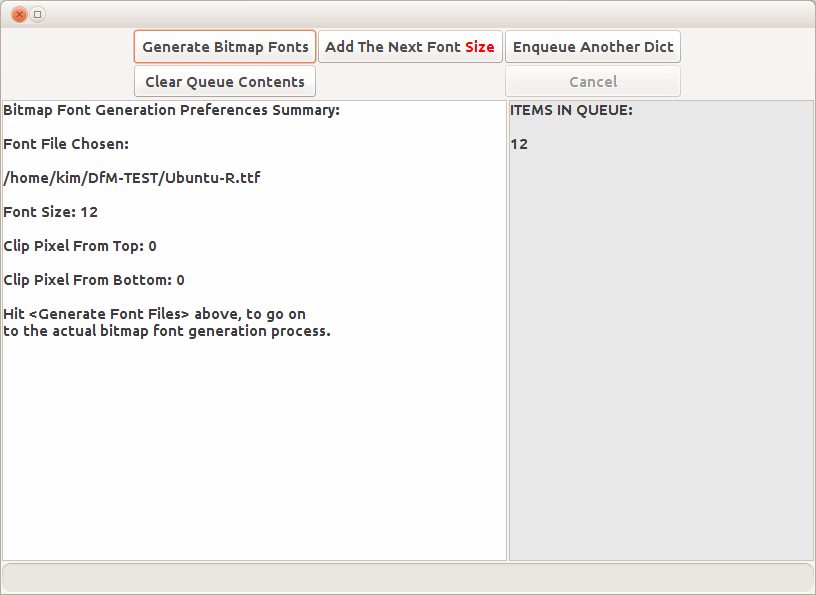 Generate Bitmap Fonts
Add The Next Font Size
Enqueue Another Dict
Clear Queue Contents
Cancel
Bitmap Font Generation Preferences Summary:
Font File Chosen:
/home/kim/DfM-TEST/Ubuntu-R.ttf
Font Size: 12
Clip Pixel From Top: 0
Clip Pixel From Bottom: 0
Hit <Generate Font Files> above, to go on
to the actual bitmap font generation process.
ITEMS IN QUEUE:
12